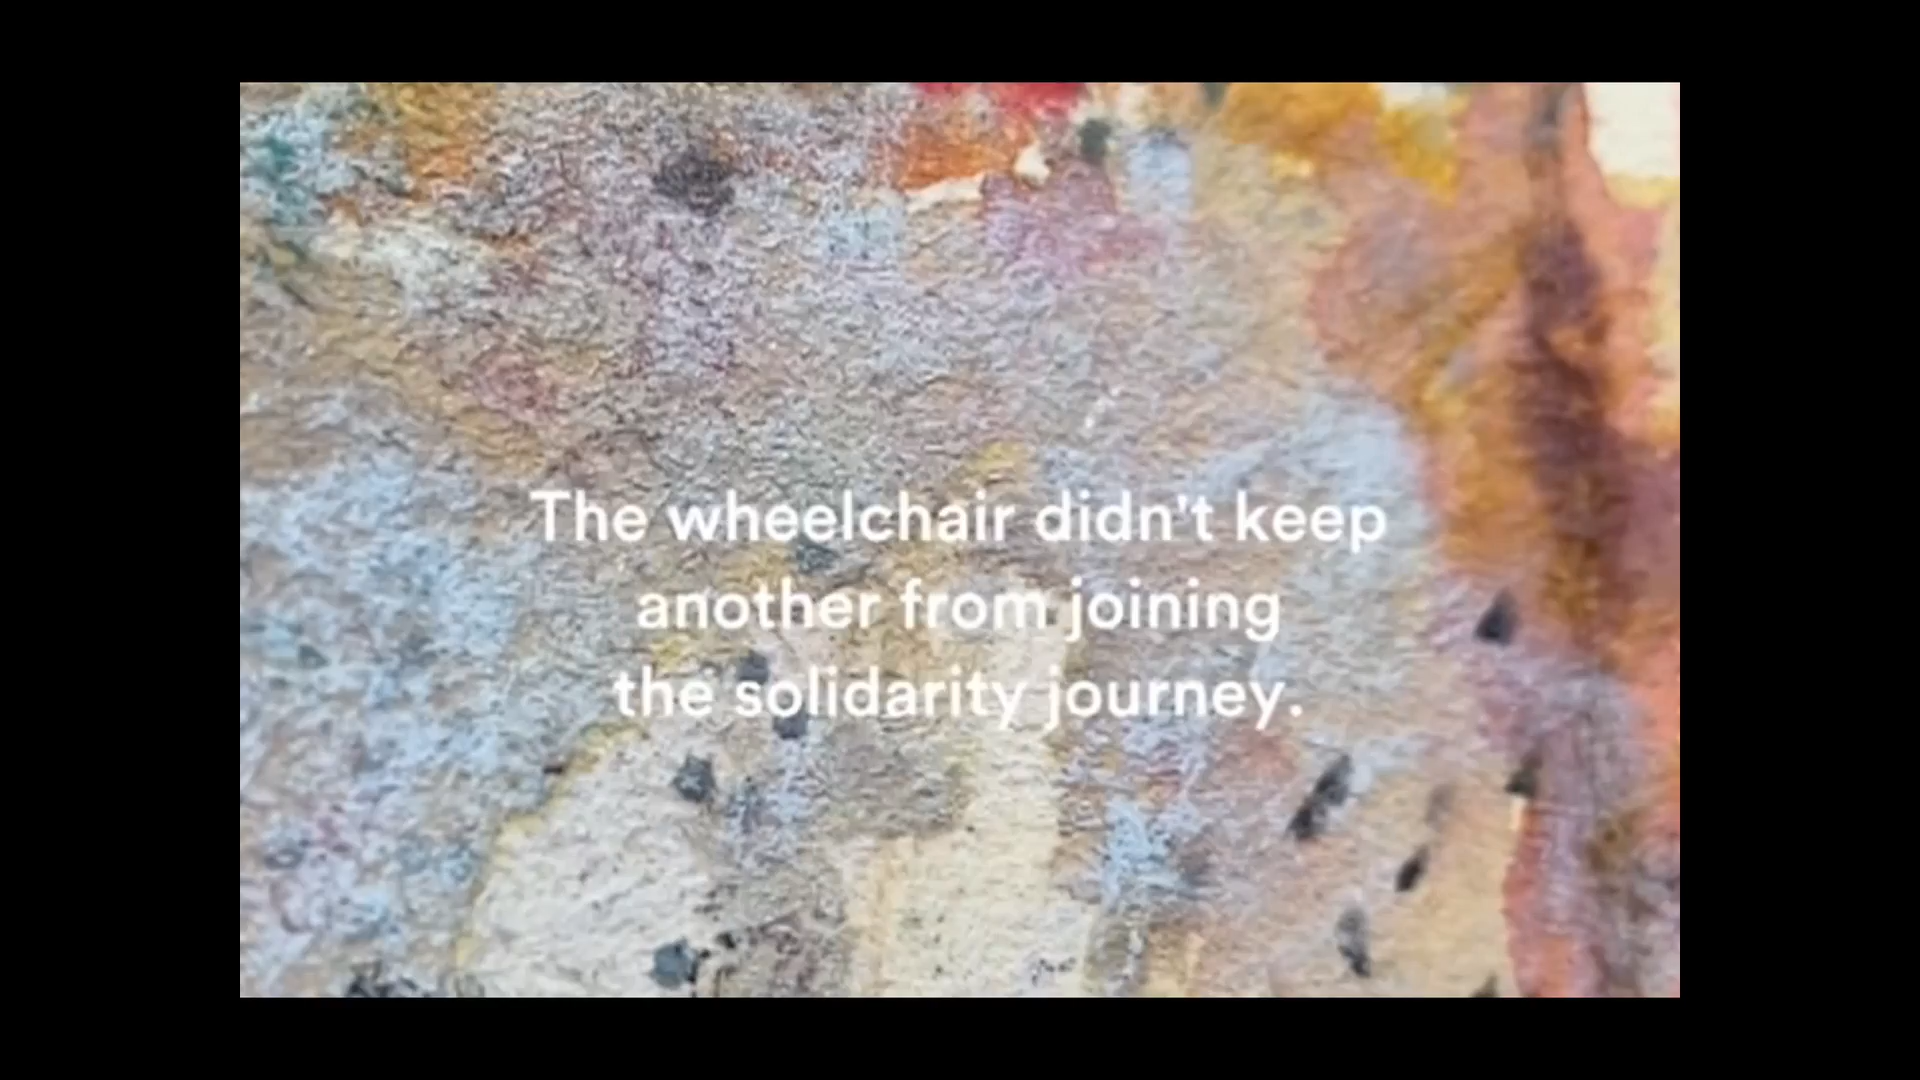 The wheelchair didn't keep
another from joining
the solidarity journey.